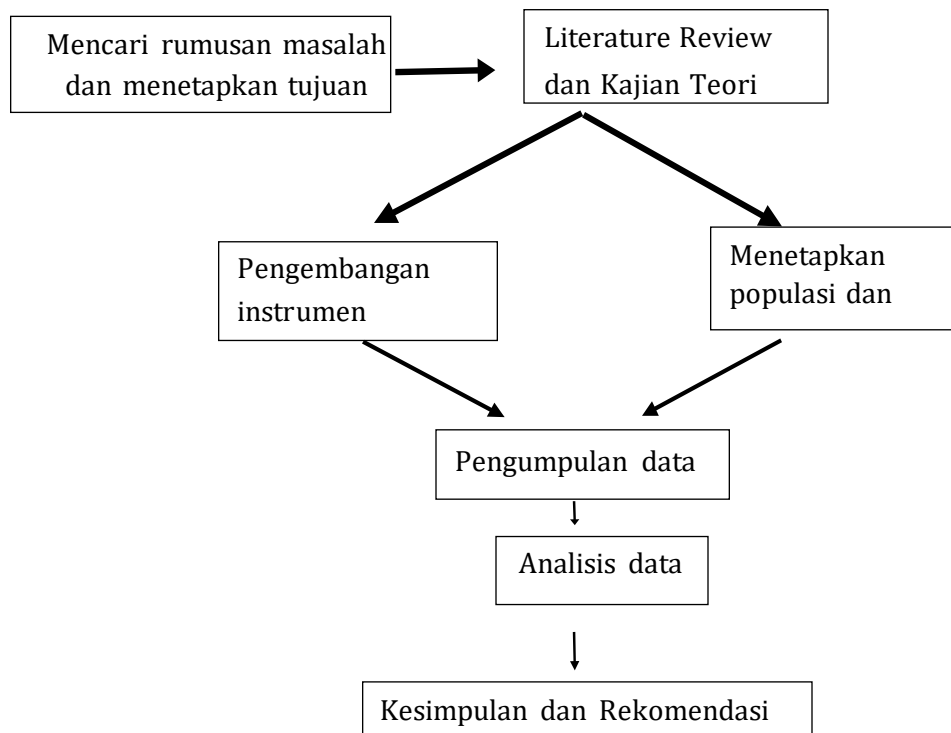 Mencari rumusan masalah
dan menetapkan tujuan
Literature Review
dan Kajian Teori
Pengembangan
instrumen
Menetapkan
populasi dan
Pengumpulan data
Analisis data
Kesimpulan dan Rekomendasi